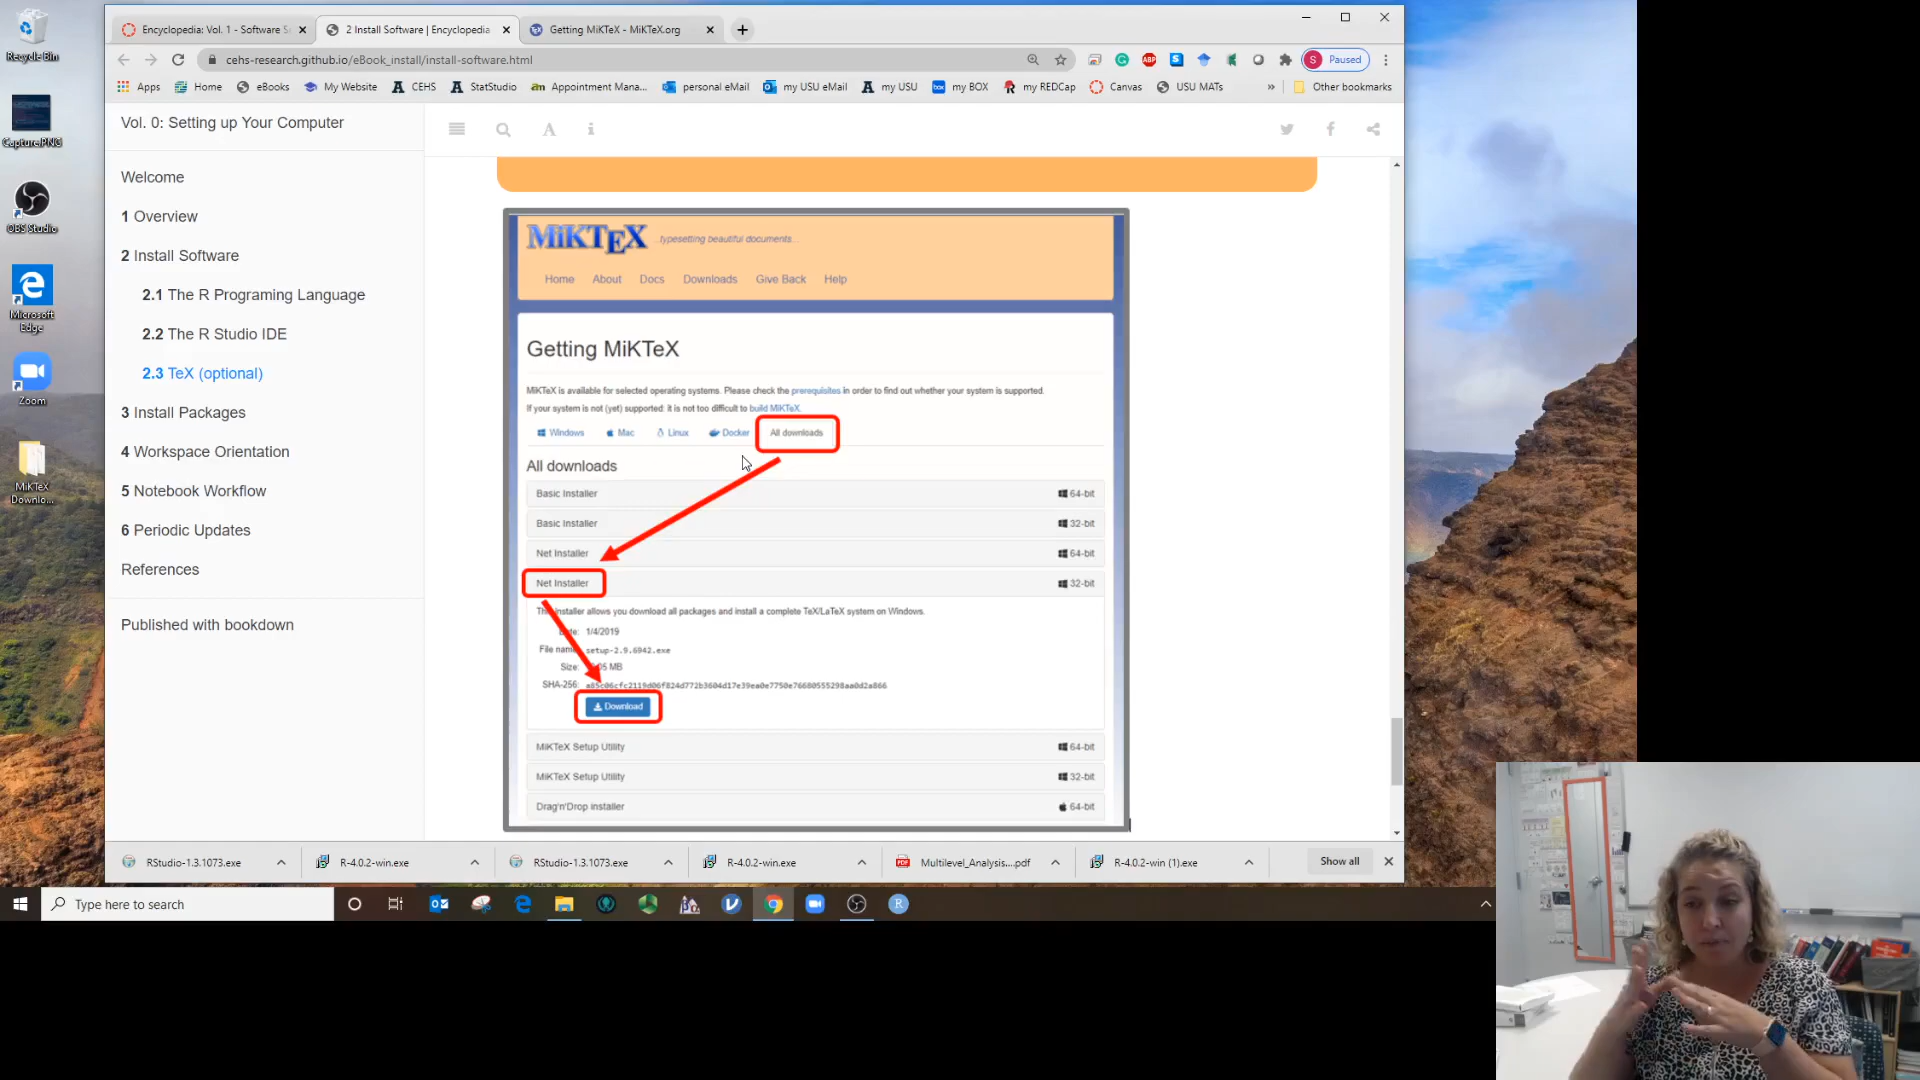 Recycle Bin
Capture.PNG
OBS Studio
Microsoft Edge
Zoom
MiKTeX Downlo...
Encyclopedia: Vol. 1 - Software S
2 Install Software | Encyclopedia
Getting MiKTeX - MiKTeX.org
cehs-research.github.io/eBook_install/install-software.html
ABP
S
Paused
Apps
Home
eBooks
My Website
CEHS
StatStudio
Appointment Mana...
personal eMail
my USU eMail
my USU
my BOX
my REDCap
Canvas
USU MATs
»
Other bookmarks
Vol. 0: Setting up Your Computer
Welcome
1 Overview
2 Install Software
2.1 The R Programing Language
2.2 The R Studio IDE
2.3 TeX (optional)
3 Install Packages
4 Workspace Orientation
5 Notebook Workflow
6 Periodic Updates
References
Published with bookdown
MiKTeX typesetting beautiful documents...
Home About Docs Downloads Give Back Help
Getting MiKTeX
MiKTeX is available for selected operating systems. Please check the prerequisites in order to find out whether your system is supported.
If your system is not (yet) supported: it is not too difficult to build MiKTeX.
Windows Mac Linux Docker All downloads
All downloads
Basic Installer 64-bit
Basic Installer 32-bit
Net Installer 64-bit
Net Installer 32-bit
installer allows you download all packages and install a complete TeX/LaTeX system on Windows.
1/4/2019
File name: setup-2.9.6942.exe
Size: MB
SHA-256:
Download
MiKTeX Setup Utility 64-bit
MiKTeX Setup Utility 32-bit
Drag'n'Drop installer 64-bit
RStudio-1.3.1073.exe
R-4.0.2-win.exe
RStudio-1.3.1073.exe
R-4.0.2-win.exe
Multilevel_Analysis....pdf
R-4.0.2-win (1).exe
Show all
Type here to search